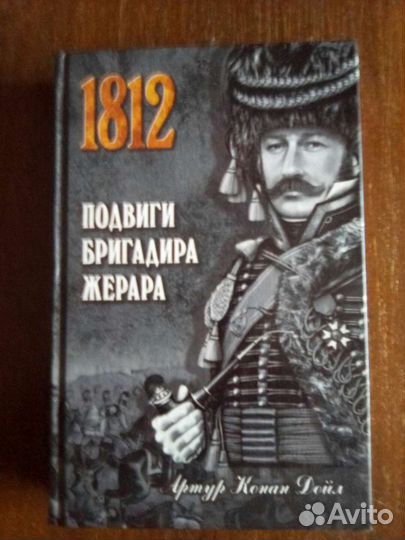 1812
ПОДВИГИ
БРИГАДИРА
ЖЕРАРА
Артур Конан Дойл
Avito